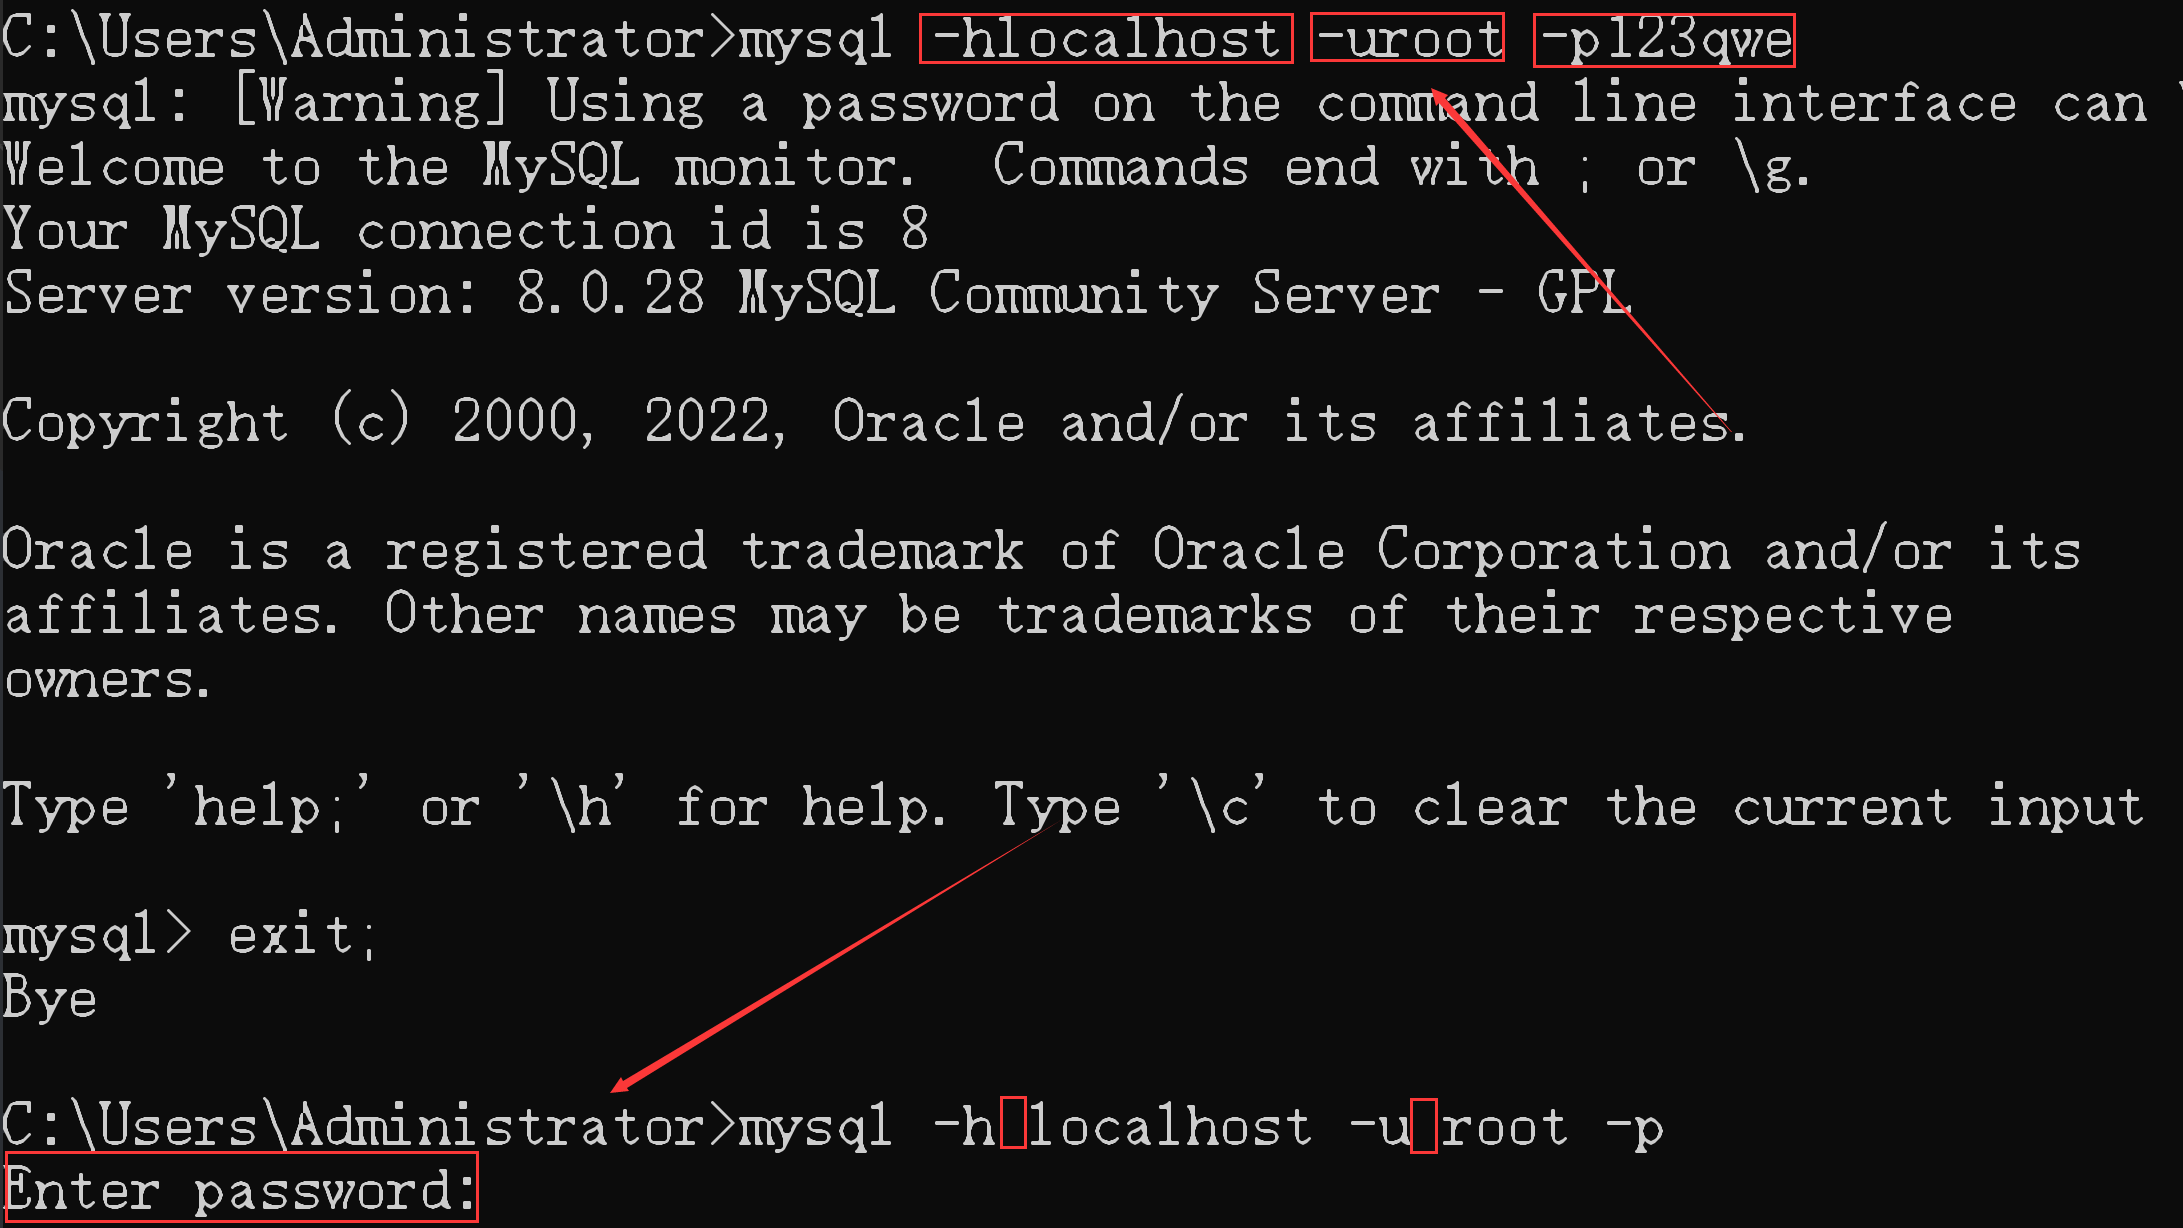 C:\Users\Administrator>mysql -hlocalhost -uroot -p123qwe
mysql: [Warning] Using a password on the command line interface can
Welcome to the MySQL monitor.  Commands end with ; or \g.
Your MySQL connection id is 8
Server version: 8.0.28 MySQL Community Server - GPL
Copyright (c) 2000, 2022, Oracle and/or its affiliates.
Oracle is a registered trademark of Oracle Corporation and/or its
affiliates. Other names may be trademarks of their respective
owners.
Type 'help;' or '\h' for help. Type '\c' to clear the current input
mysql> exit;
Bye
C:\Users\Administrator>mysql -h localhost -u root -p
Enter password: